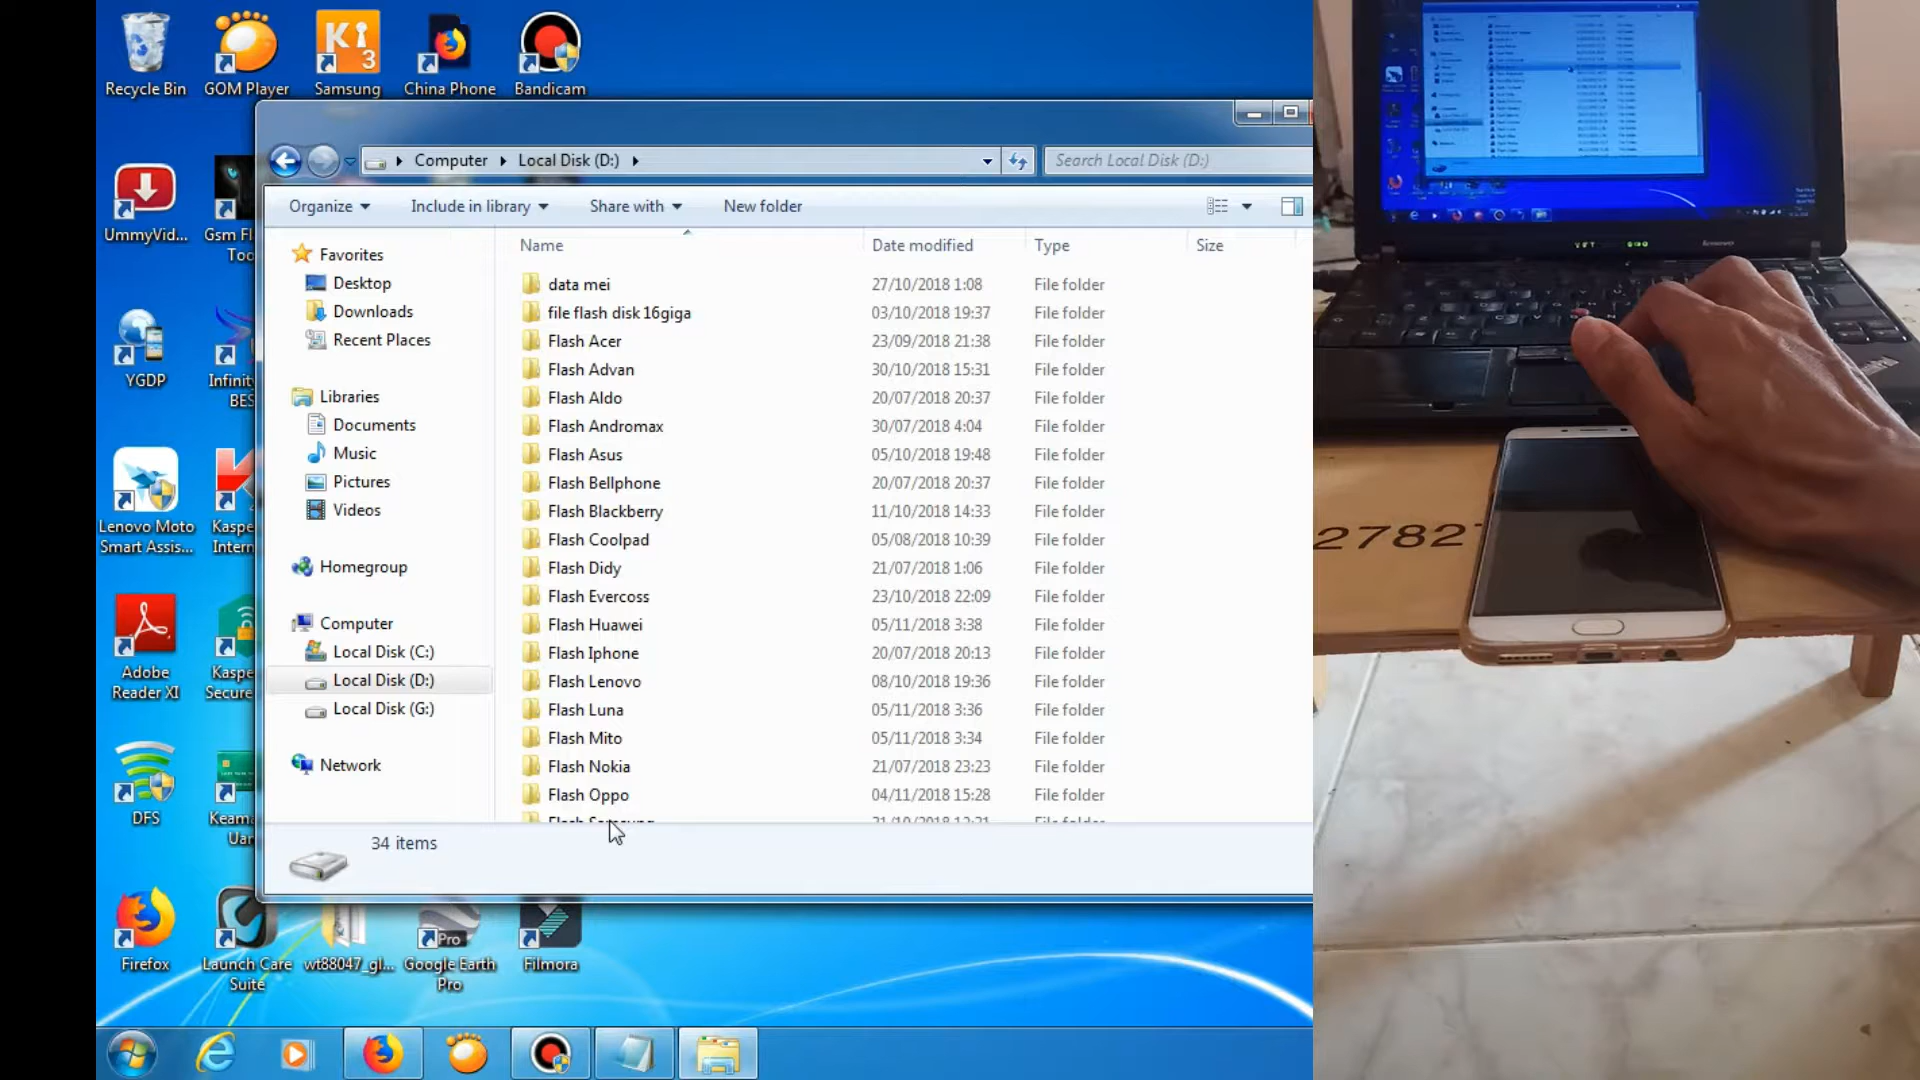 Recycle Bin
GOM Player
Samsung
China Phone
Bandicam
Computer
Local Disk (D:)
Search Local Disk (D:)
UmmyVid...
Gsm Fl
Too
Organize
Include in library
Share with
New folder
Name
Date modified
Type
Size
Favorites
Desktop
Downloads
Recent Places
Libraries
Documents
Music
Pictures
Videos
Homegroup
Computer
Local Disk (C:)
Local Disk (D:)
Local Disk (G:)
Network
data mei 27/10/2018 1:08 File folder
file flash disk 16giga 03/10/2018 19:37 File folder
Flash Acer 23/09/2018 21:38 File folder
Flash Advan 30/10/2018 15:31 File folder
Flash Aldo 20/07/2018 20:37 File folder
Flash Andromax 30/07/2018 4:04 File folder
Flash Asus 05/10/2018 19:48 File folder
Flash Bellphone 20/07/2018 20:37 File folder
Flash Blackberry 11/10/2018 14:33 File folder
Flash Coolpad 05/08/2018 10:39 File folder
Flash Didy 21/07/2018 1:06 File folder
Flash Evercoss 23/10/2018 22:09 File folder
Flash Huawei 05/11/2018 3:38 File folder
Flash Iphone 20/07/2018 20:13 File folder
Flash Lenovo 08/10/2018 19:36 File folder
Flash Luna 05/11/2018 3:36 File folder
Flash Mito 05/11/2018 3:34 File folder
Flash Nokia 21/07/2018 23:23 File folder
Flash Oppo 04/11/2018 15:28 File folder
34 items
YGDP
Infinity
BES
Lenovo Moto
Smart Assis...
Kaspe
Intern
Adobe
Reader XI
Kaspe
Secure
DFS
Keama
Uar
Firefox
Launch Care
Suite
wt88047_gl...
Google Earth
Pro
Filmora
2782